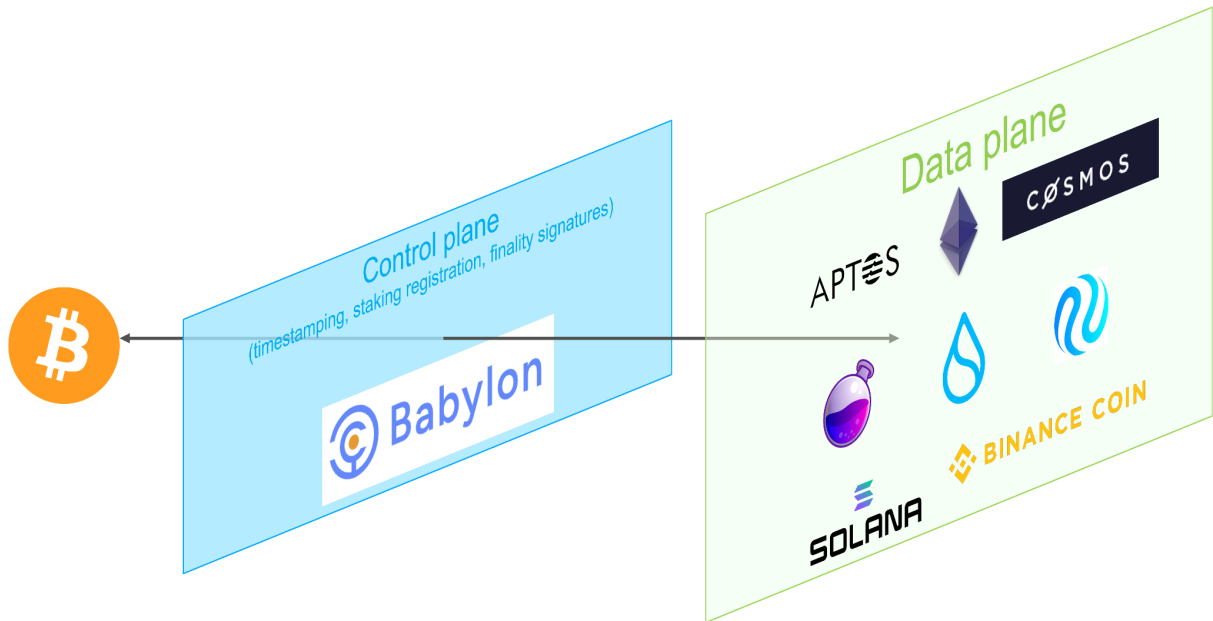 Control plane
(timestamping, staking registration, finality signatures)
Babylon
Data plane
CØSMOS
APTOS
BINANCE COIN
SOLANA